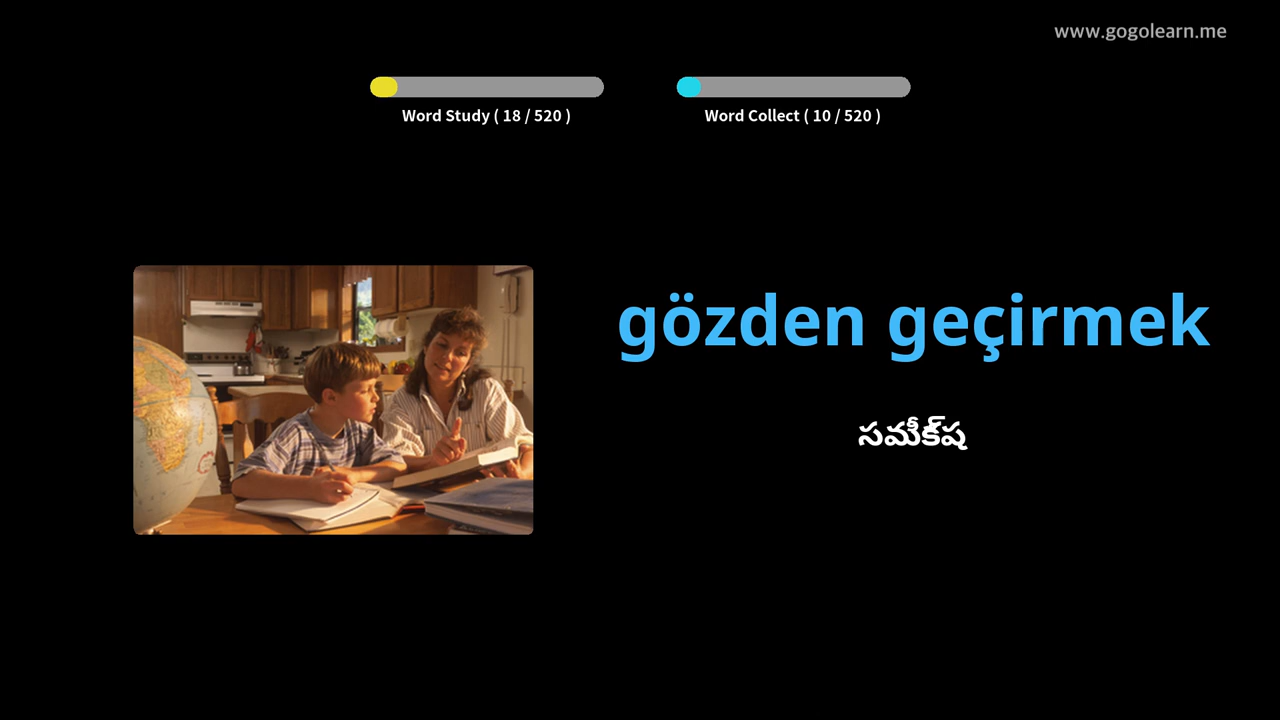 www.gogolearn.me
Word Study ( 18 / 520 )
Word Collect ( 10 / 520 )
gözden geçirmek
సమీక్ష